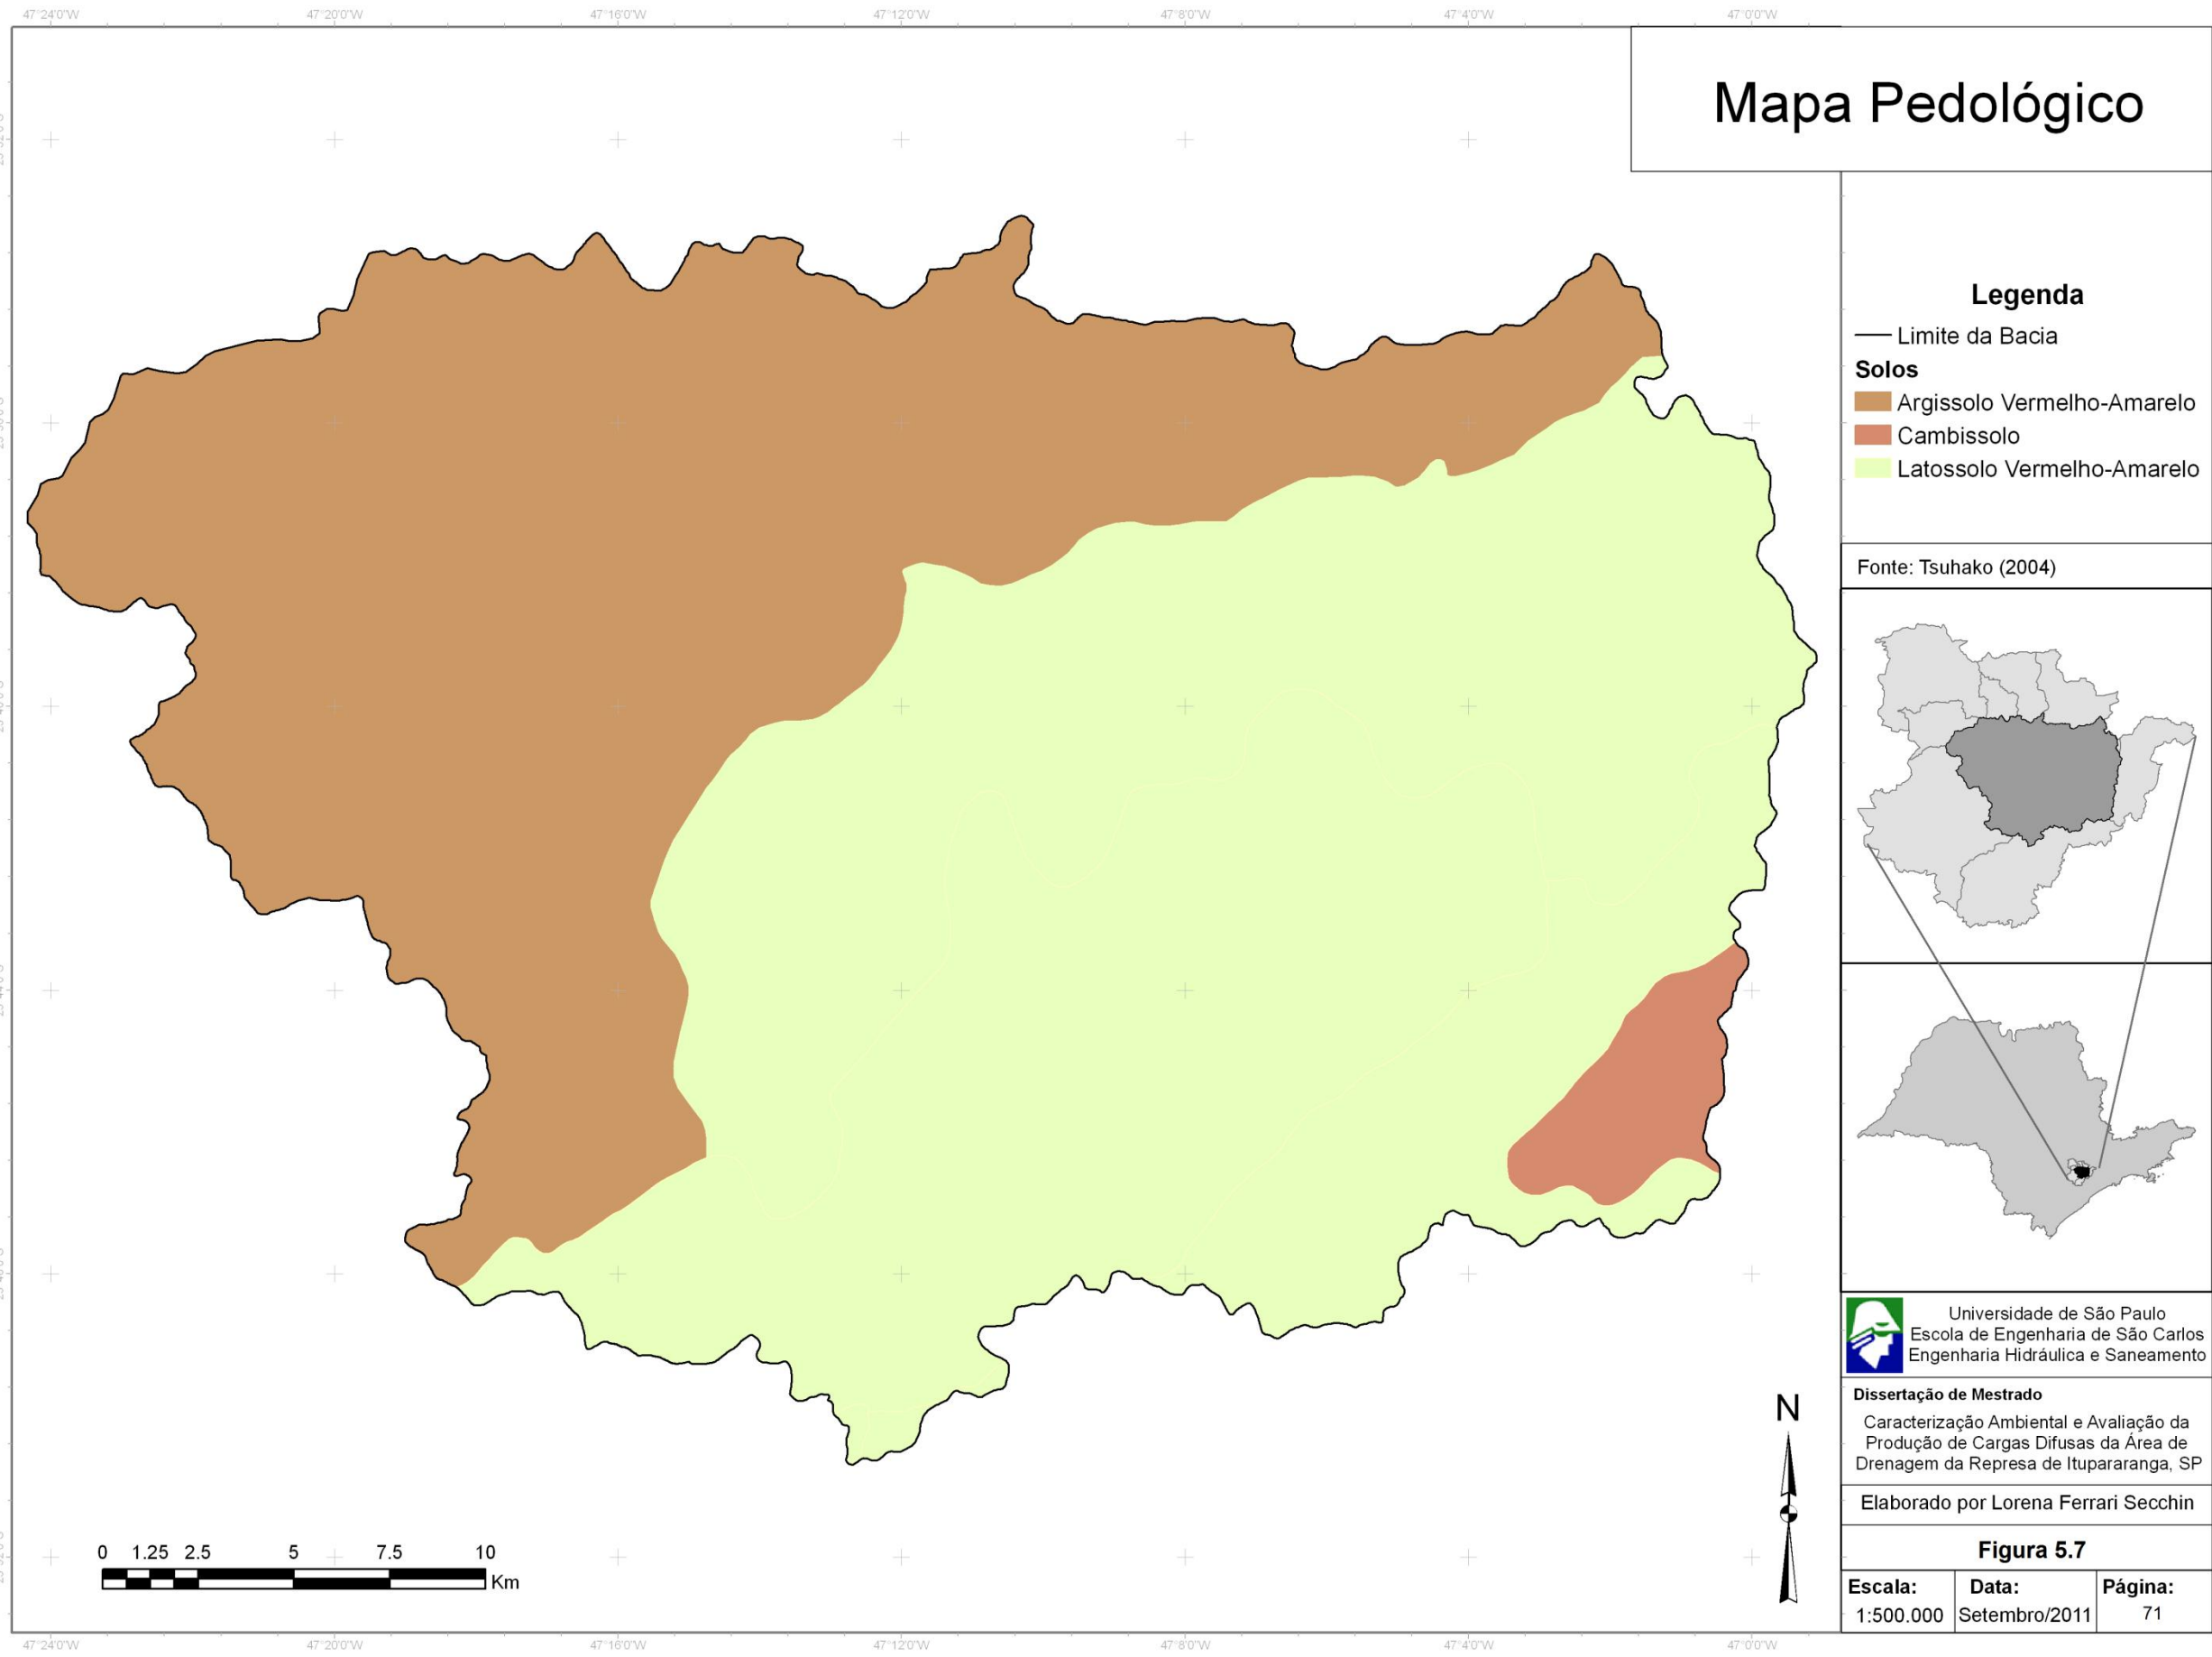 47°24'0"W
47°20'0"W
47°16'0"W
47°12'0"W
47°8'0"W
47°4'0"W
47°0'0"W
Mapa Pedológico
Legenda
Limite da Bacia
Solos
Argissolo Vermelho-Amarelo
Cambissolo
Latossolo Vermelho-Amarelo
Fonte: Tsuhako (2004)
Universidade de São Paulo
Escola de Engenharia de São Carlos
Engenharia Hidráulica e Saneamento
Dissertação de Mestrado
Caracterização Ambiental e Avaliação da
Produção de Cargas Difusas da Área de
Drenagem da Represa de Itupararanga, SP
Elaborado por Lorena Ferrari Secchin
Figura 5.7
Escala:
1:500.000
Data:
Setembro/2011
Página:
71
N
0 1.25 2.5 5 7.5 10
Km
47°24'0"W
47°20'0"W
47°16'0"W
47°12'0"W
47°8'0"W
47°4'0"W
47°0'0"W